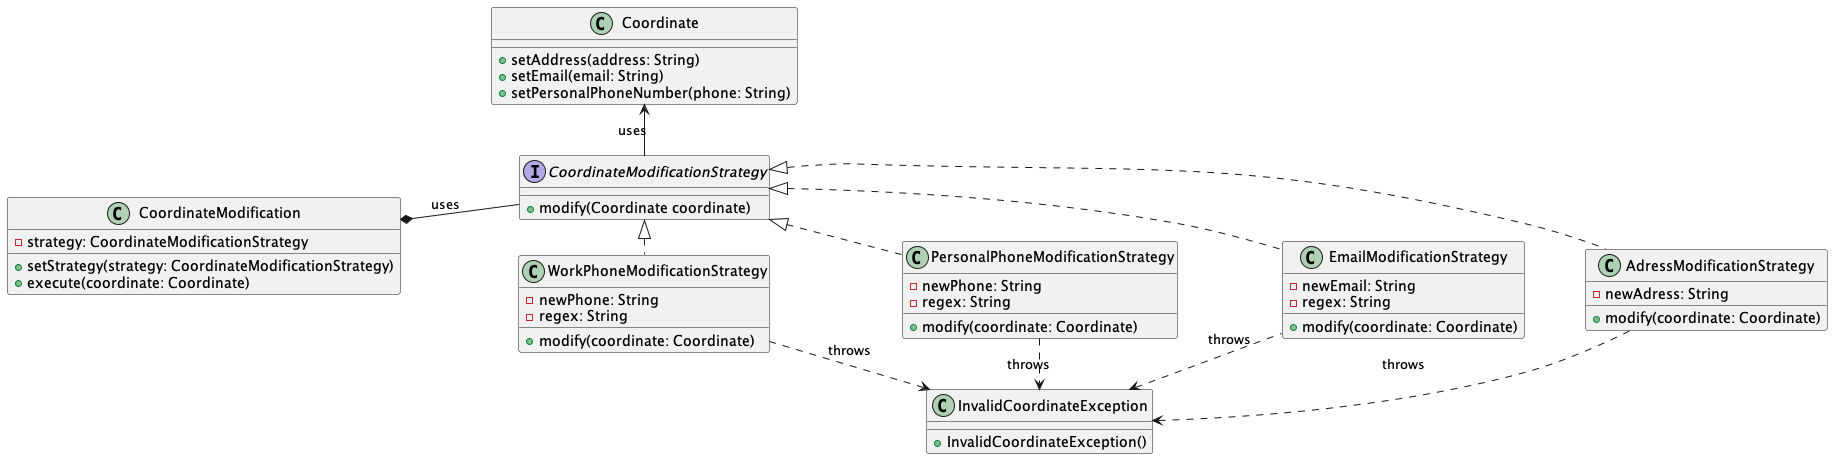 C Coordinate
setAddress(address: String)
setEmail(email: String)
setPersonalPhoneNumber(phone: String)
uses
I CoordinateModificationStrategy
modify(Coordinate coordinate)
C CoordinateModification
strategy: CoordinateModificationStrategy
setStrategy(strategy: CoordinateModificationStrategy)
execute(coordinate: Coordinate)
uses
C WorkPhoneModificationStrategy
newPhone: String
regex: String
modify(coordinate: Coordinate)
C PersonalPhoneModificationStrategy
newPhone: String
regex: String
modify(coordinate: Coordinate)
C EmailModificationStrategy
newEmail: String
regex: String
modify(coordinate: Coordinate)
C AdressModificationStrategy
newAdress: String
modify(coordinate: Coordinate)
throws
throws
throws
throws
C InvalidCoordinateException
InvalidCoordinateException()